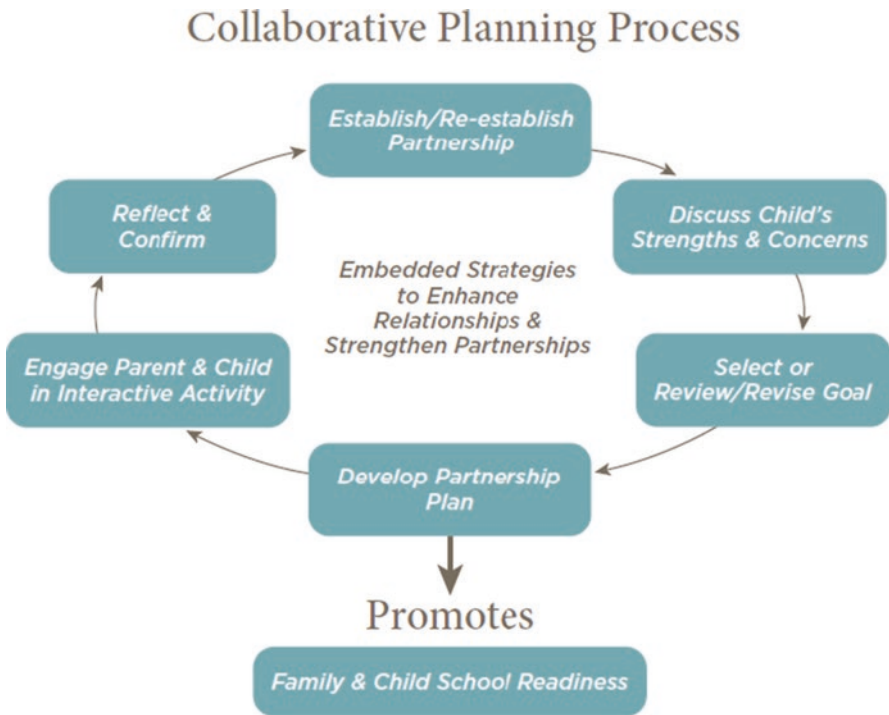 Collaborative Planning Process
Establish/Re-establish
Partnership
Discuss Child's
Strengths & Concerns
Select or
Review/Revise Goal
Develop Partnership
Plan
Engage Parent & Child
in Interactive Activity
Reflect &
Confirm
Embedded Strategies
to Enhance
Relationships &
Strengthen Partnerships
Promotes
Family & Child School Readiness